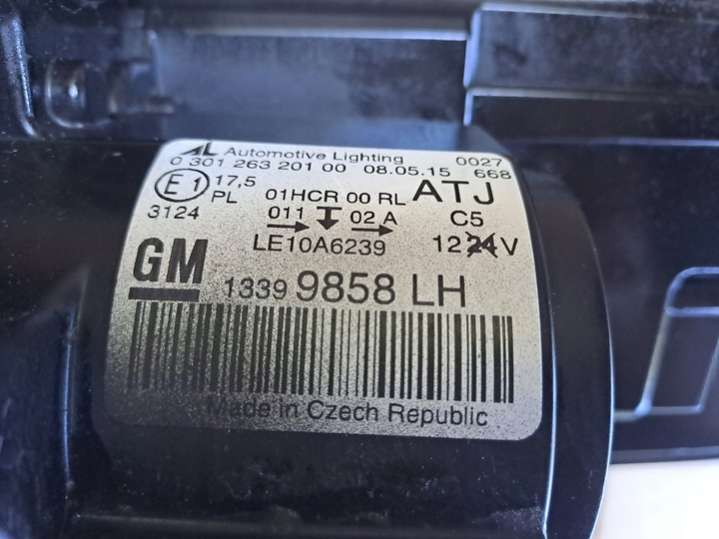 AL Automotive Lighting 0027
0 301 263 201 00 08.05.15 668
E1 17,5 01HCR 00 RL ATJ
PL 011 02 A C5
3124 LE10A6239 12 24 V
GM 1339 9858 LH
Made in Czech Republic